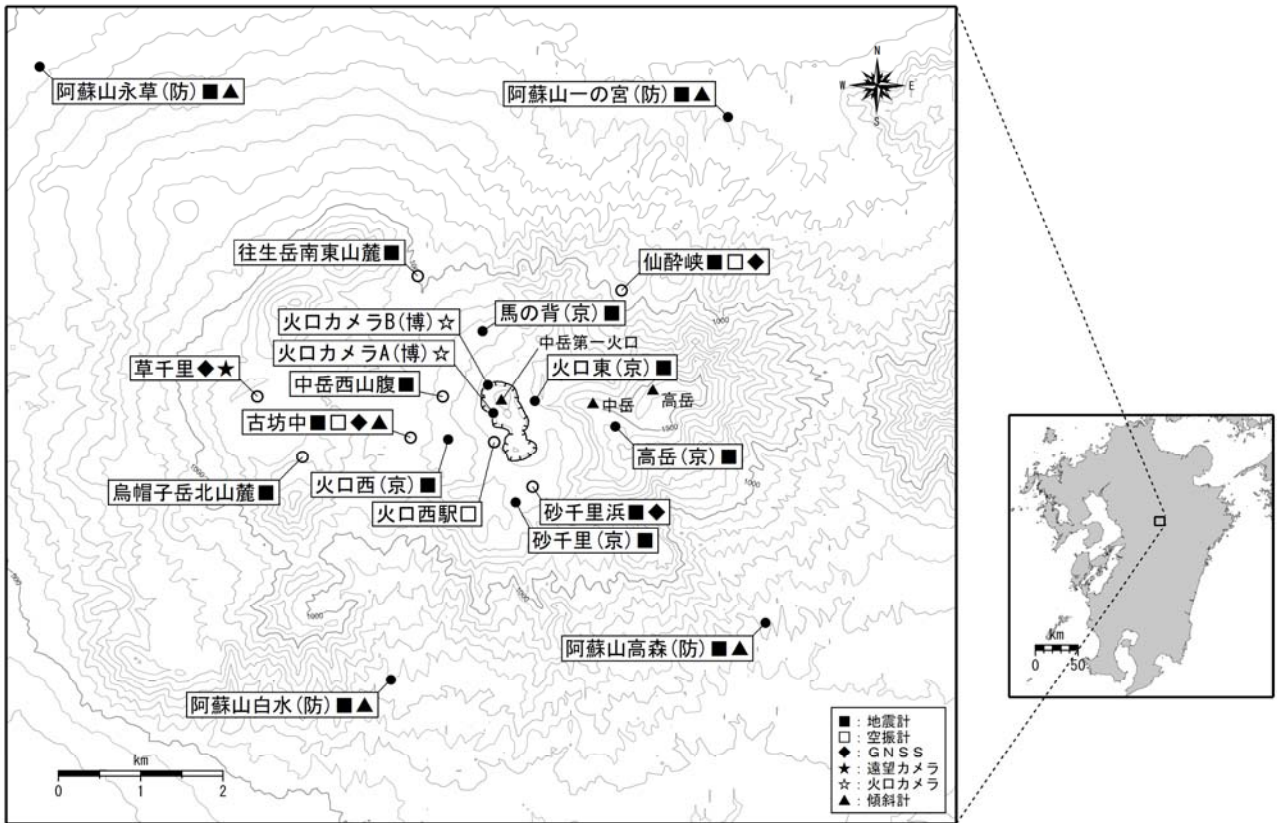 N
W
E
S
阿蘇山永草(防)■▲
阿蘇山一の宮(防)■▲
往生岳南東山麓■
仙酔峡■□◆
馬の背(京)■
火口カメラB(博)☆
中岳第一火口
火口カメラA(博)☆
火口東(京)■
草千里◆★
中岳西山腹■
▲中岳
高岳
1000
1500
古坊中■□◆▲
高岳(京)■
烏帽子岳北山麓■
火口西(京)■
火口西駅□
砂千里浜■◆
砂千里(京)■
1000
1000
1000
阿蘇山高森(防)■▲
阿蘇山白水(防)■▲
km
0 1 2
■：地震計
□：空振計
◆：ＧＮＳＳ
★：遠望カメラ
☆：火口カメラ
▲：傾斜計
km
0 50